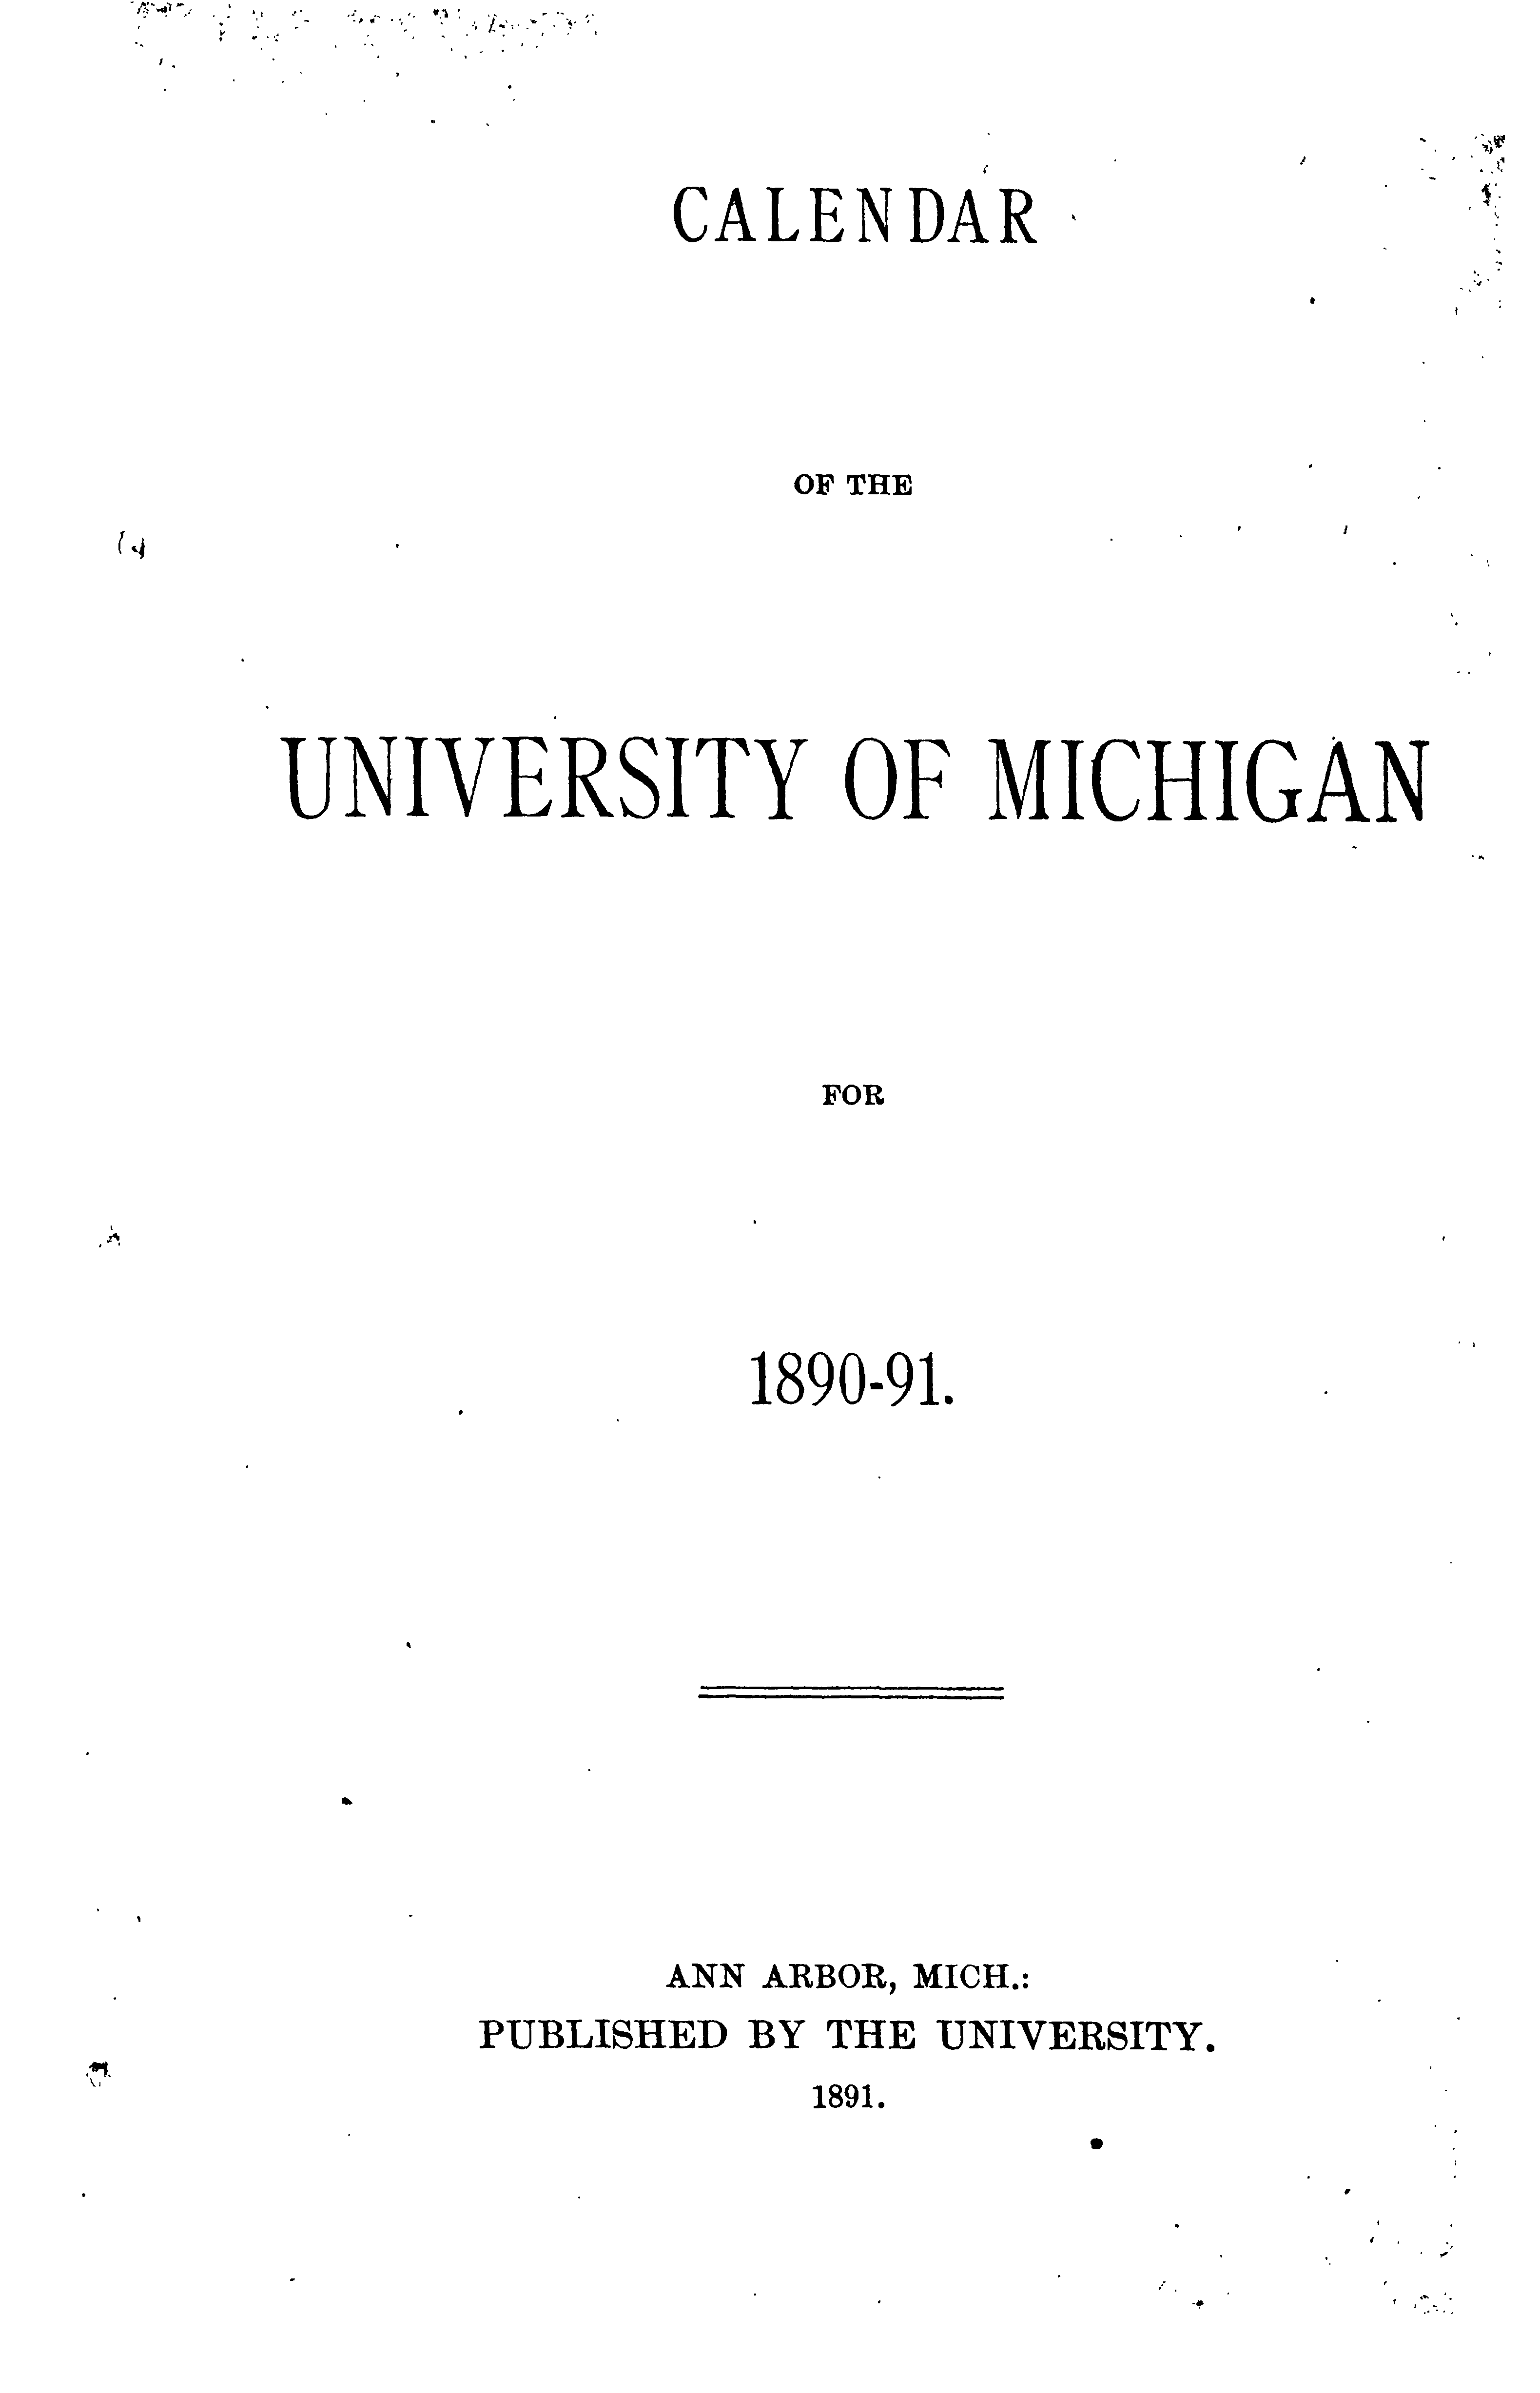 CALENDAR
OF THE
UNIVERSITY OF MICHIGAN
FOR
1890-91.
ANN ARBOR, MICH.:
PUBLISHED BY THE UNIVERSITY.
1891.